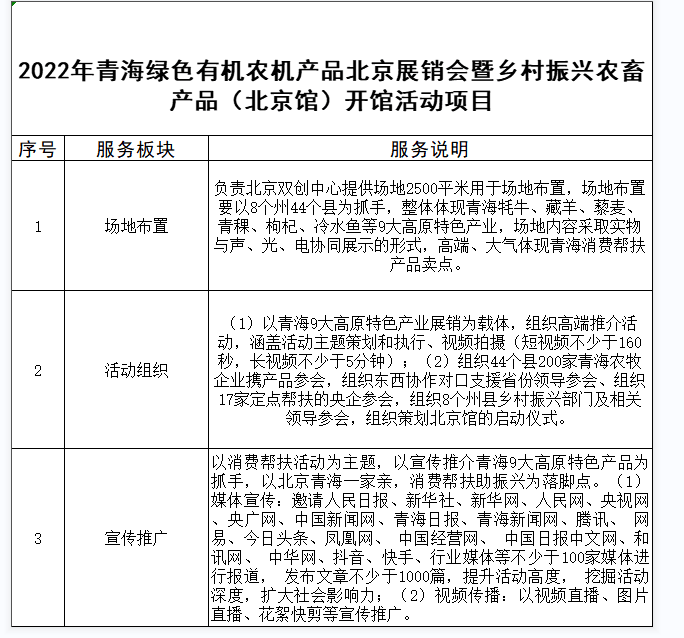 2022年青海绿色有机农机产品北京展销会暨乡村振兴农畜
产品（北京馆）开馆活动项目
序号 服务板块 服务说明
1 场地布置
负责北京双创中心提供场地2500平米用于场地布置，场地布置
要以8个州44个县为抓手，整体体现青海牦牛、藏羊、藜麦、
青稞、枸杞、冷水鱼等9大高原特色产业，场地内容采取实物
与声、光、电协同展示的形式，高端、大气体现青海消费帮扶
产品卖点。
2 活动组织
（1）以青海9大高原特色产业展销为载体，组织高端推介活
动，涵盖活动主题策划和执行、视频拍摄（短视频不少于160
秒，长视频不少于5分钟）；（2）组织44个县200家青海农牧
企业携产品参会，组织东西协作对口支援省份领导参会、组织
17家定点帮扶的央企参会，组织8个州县乡村振兴部门及相关
领导参会，组织策划北京馆的启动仪式。
3 宣传推广
以消费帮扶活动为主题，以宣传推介青海9大高原特色产品为
抓手，以北京青海一家亲，消费帮扶助振兴为落脚点。（1）
媒体宣传：邀请人民日报、新华社、新华网、人民网、央视网
、央广网、中国新闻网、青海日报、青海新闻网、腾讯、 网
易、今日头条、凤凰网、 中国经营网、 中国日报中文网、和
讯网、 中华网、抖音、快手、行业媒体等不少于100家媒体进
行报道， 发布文章不少于1000篇，提升活动高度， 挖掘活动
深度，扩大社会影响力；（2）视频传播：以视频直播、图片
直播、花絮快剪等宣传推广。